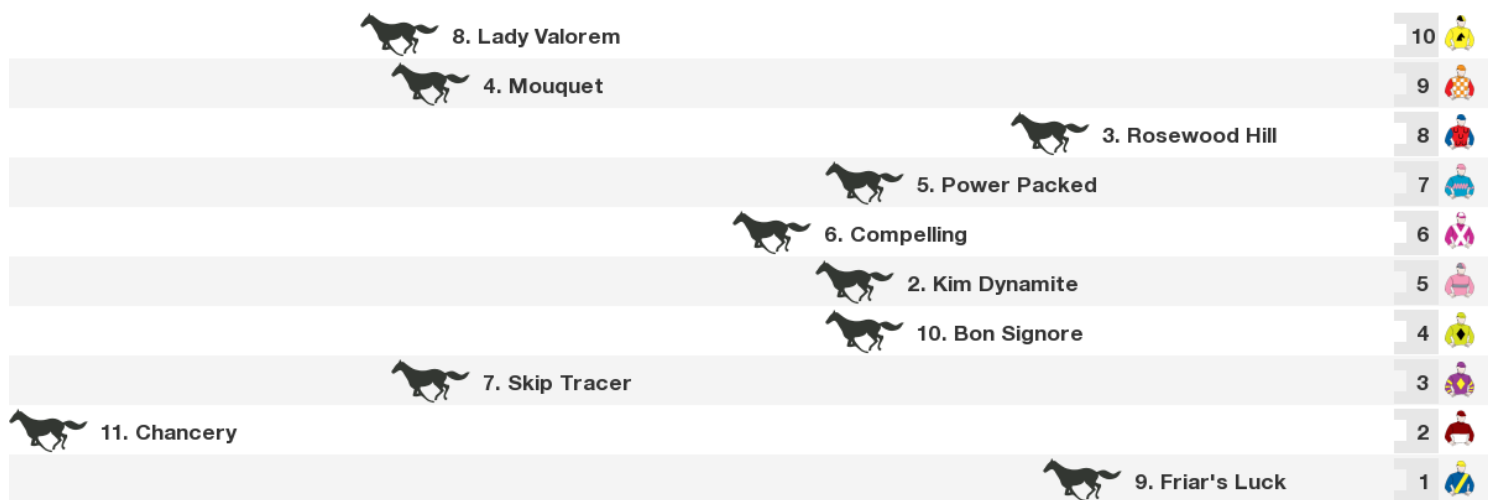 8. Lady Valorem 10
4. Mouquet 9
3. Rosewood Hill 8
5. Power Packed 7
6. Compelling 6
2. Kim Dynamite 5
10. Bon Signore 4
7. Skip Tracer 3
11. Chancery 2
9. Friar's Luck 1